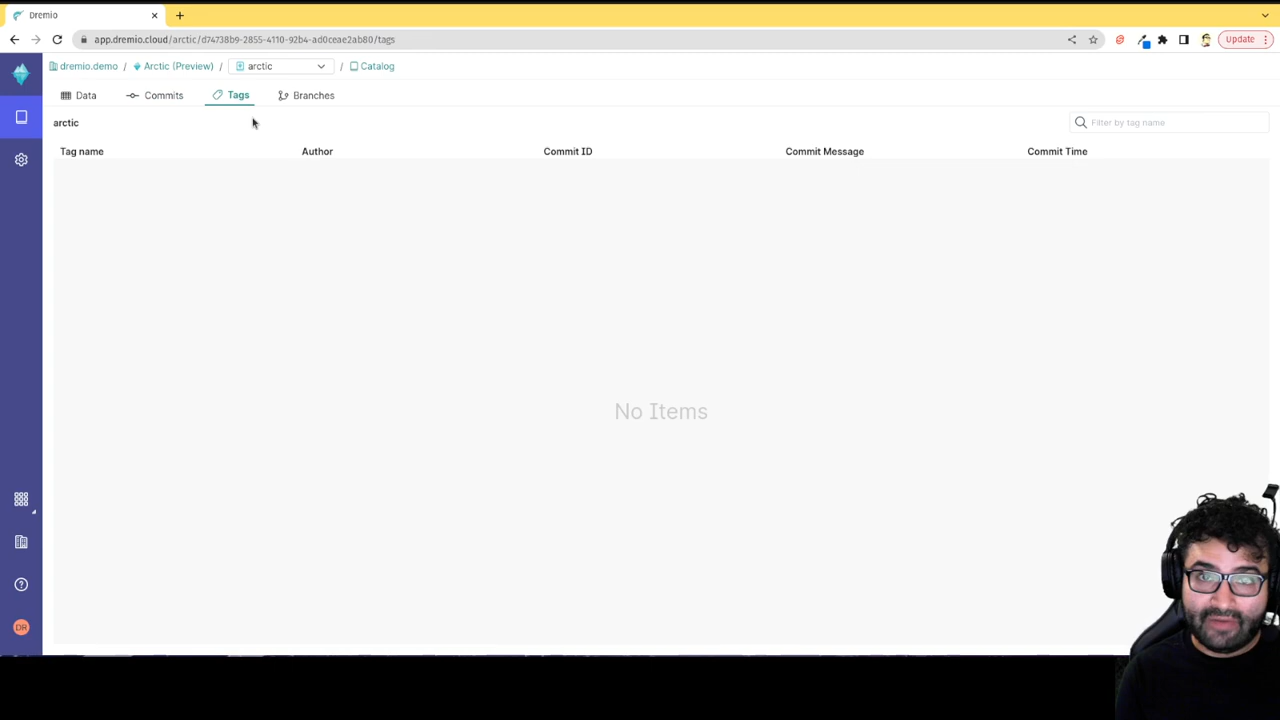 Dremio
app.dremio.cloud/arctic/d74738b9-2855-4110-92b4-ad0ceae2ab80/tags
Update
dremio.demo / Arctic (Preview) / arctic / Catalog
Data Commits Tags Branches
arctic
Filter by tag name
Tag name Author Commit ID Commit Message Commit Time
No Items
DR